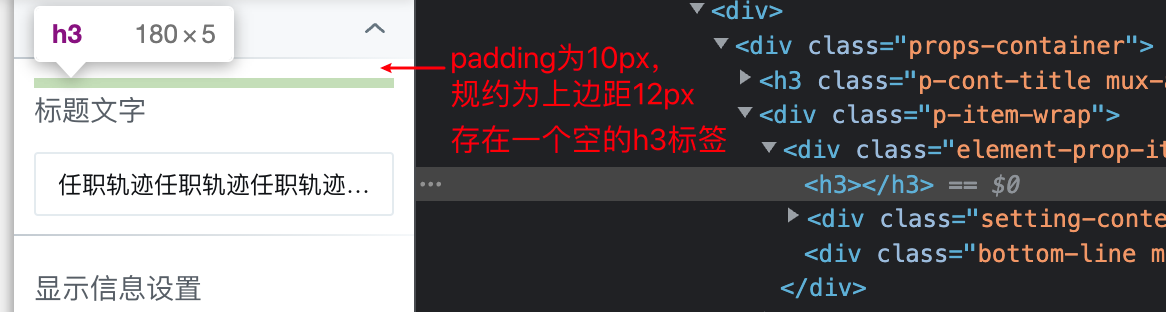 h3 180 × 5
标题文字
任职轨迹任职轨迹任职轨迹...
显示信息设置
padding为10px，
规约为上边距12px
存在一个空的h3标签
<div>
<div class="props-container">
<h3 class="p-cont-title mux-
<div class="p-item-wrap">
<div class="element-prop-it
... <h3></h3> == $0
<div class="setting-conte
<div class="bottom-line m
</div>